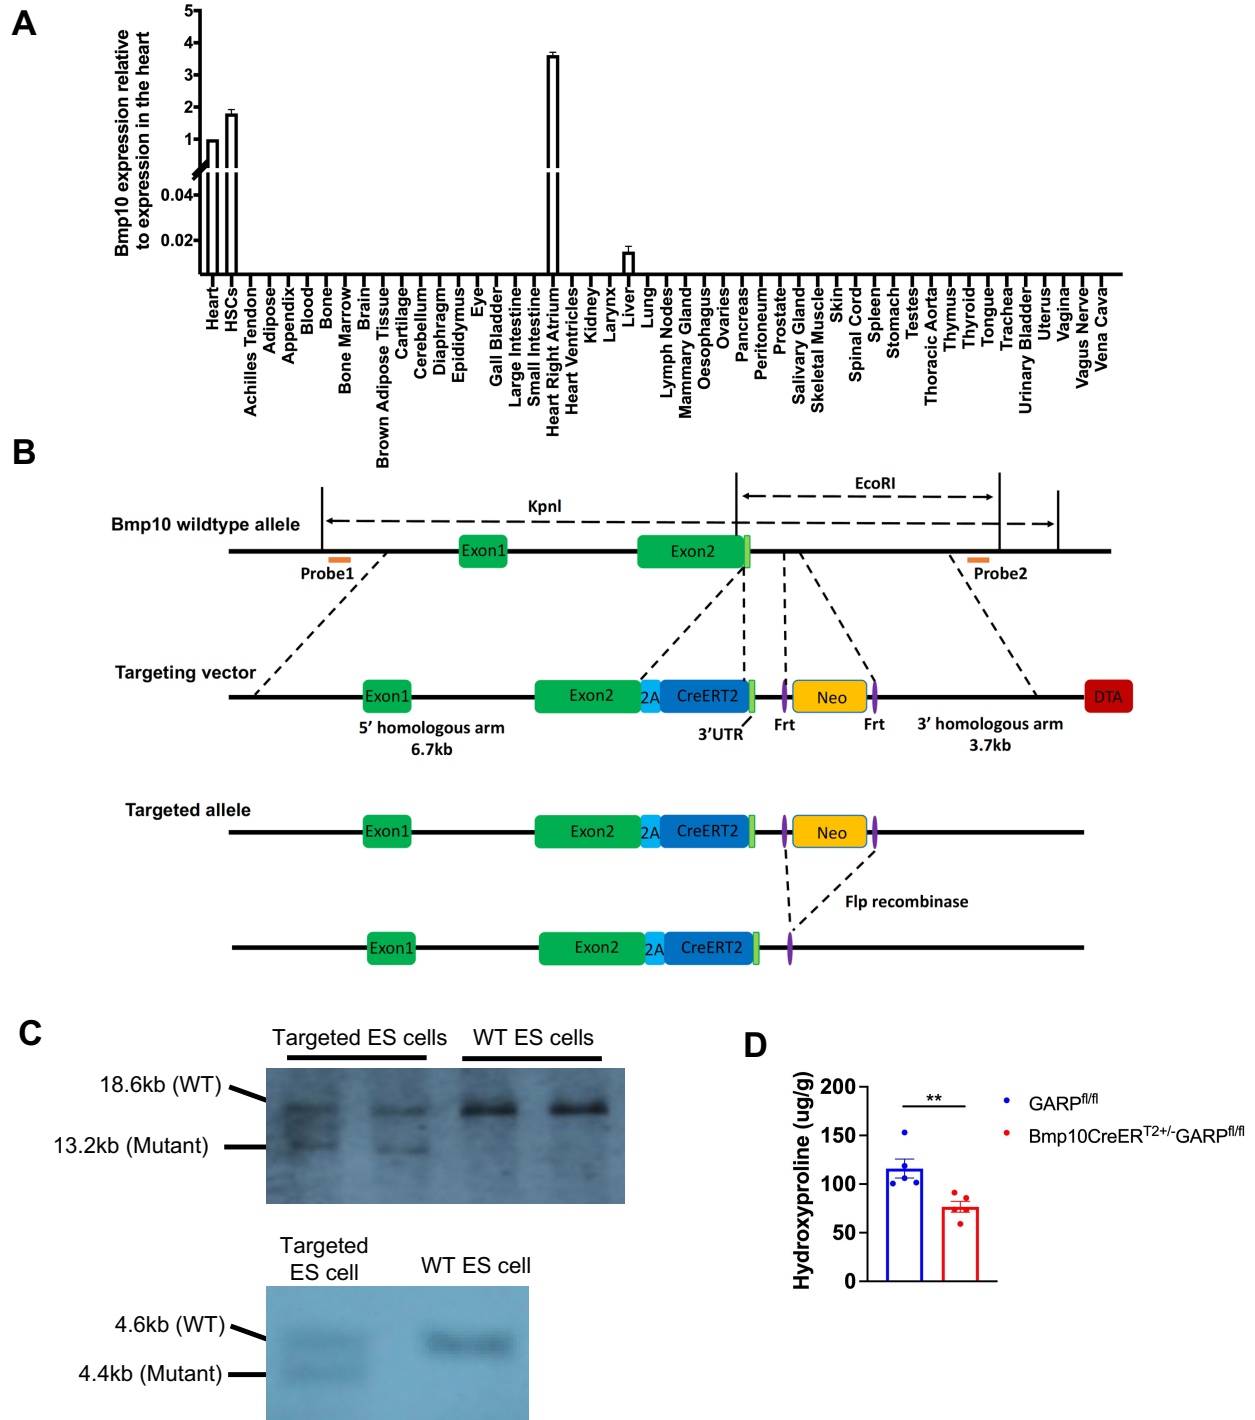 A
Bmp10 expression relative
to expression in the heart
5
4
3
2
1
0.04
0.02
Heart
HSCs
Achilles Tendon
Adipose
Appendix
Blood
Bone
Bone Marrow
Brain
Brown Adipose Tissue
Cartilage
Cerebellum
Diaphragm
Epididymus
Eye
Gall Bladder
Large Intestine
Small Intestine
Heart Right Atrium
Heart Ventricles
Kidney
Larynx
Liver
Lung
Lymph Nodes
Mammary Gland
Oesophagus
Ovaries
Pancreas
Peritoneum
Prostate
Salivary Gland
Skeletal Muscle
Skin
Spinal Cord
Spleen
Stomach
Testes
Thoracic Aorta
Thymus
Thyroid
Tongue
Trachea
Urinary Bladder
Uterus
Vagina
Vagus Nerve
Vena Cava
B
EcoRI
KpnI
Bmp10 wildtype allele
Exon1
Exon2
Probe1
Probe2
Targeting vector
Exon1
Exon2
2A
CreERT2
Neo
DTA
5’ homologous arm
6.7kb
3’UTR
Frt
Frt
3’ homologous arm
3.7kb
Targeted allele
Exon1
Exon2
2A
CreERT2
Neo
Flp recombinase
Exon1
Exon2
2A
CreERT2
C
Targeted ES cells
WT ES cells
18.6kb (WT)
13.2kb (Mutant)
Targeted
ES cell
WT ES cell
4.6kb (WT)
4.4kb (Mutant)
D
Hydroxyproline (ug/g)
200
150
100
50
0
**
GARPfl/fl
Bmp10CreERT2+/-GARPfl/fl